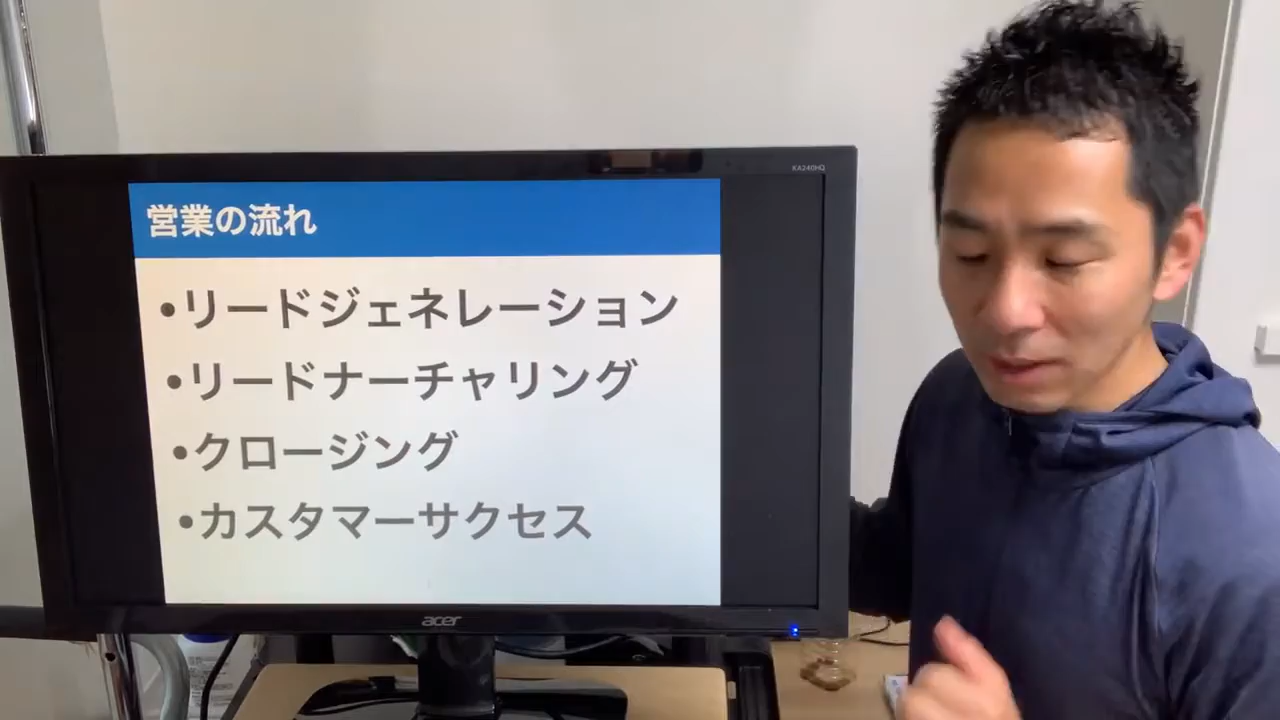 KA240HQ
営業の流れ
•リードジェネレーション
•リードナーチャリング
•クロージング
•カスタマーサクセス
acer